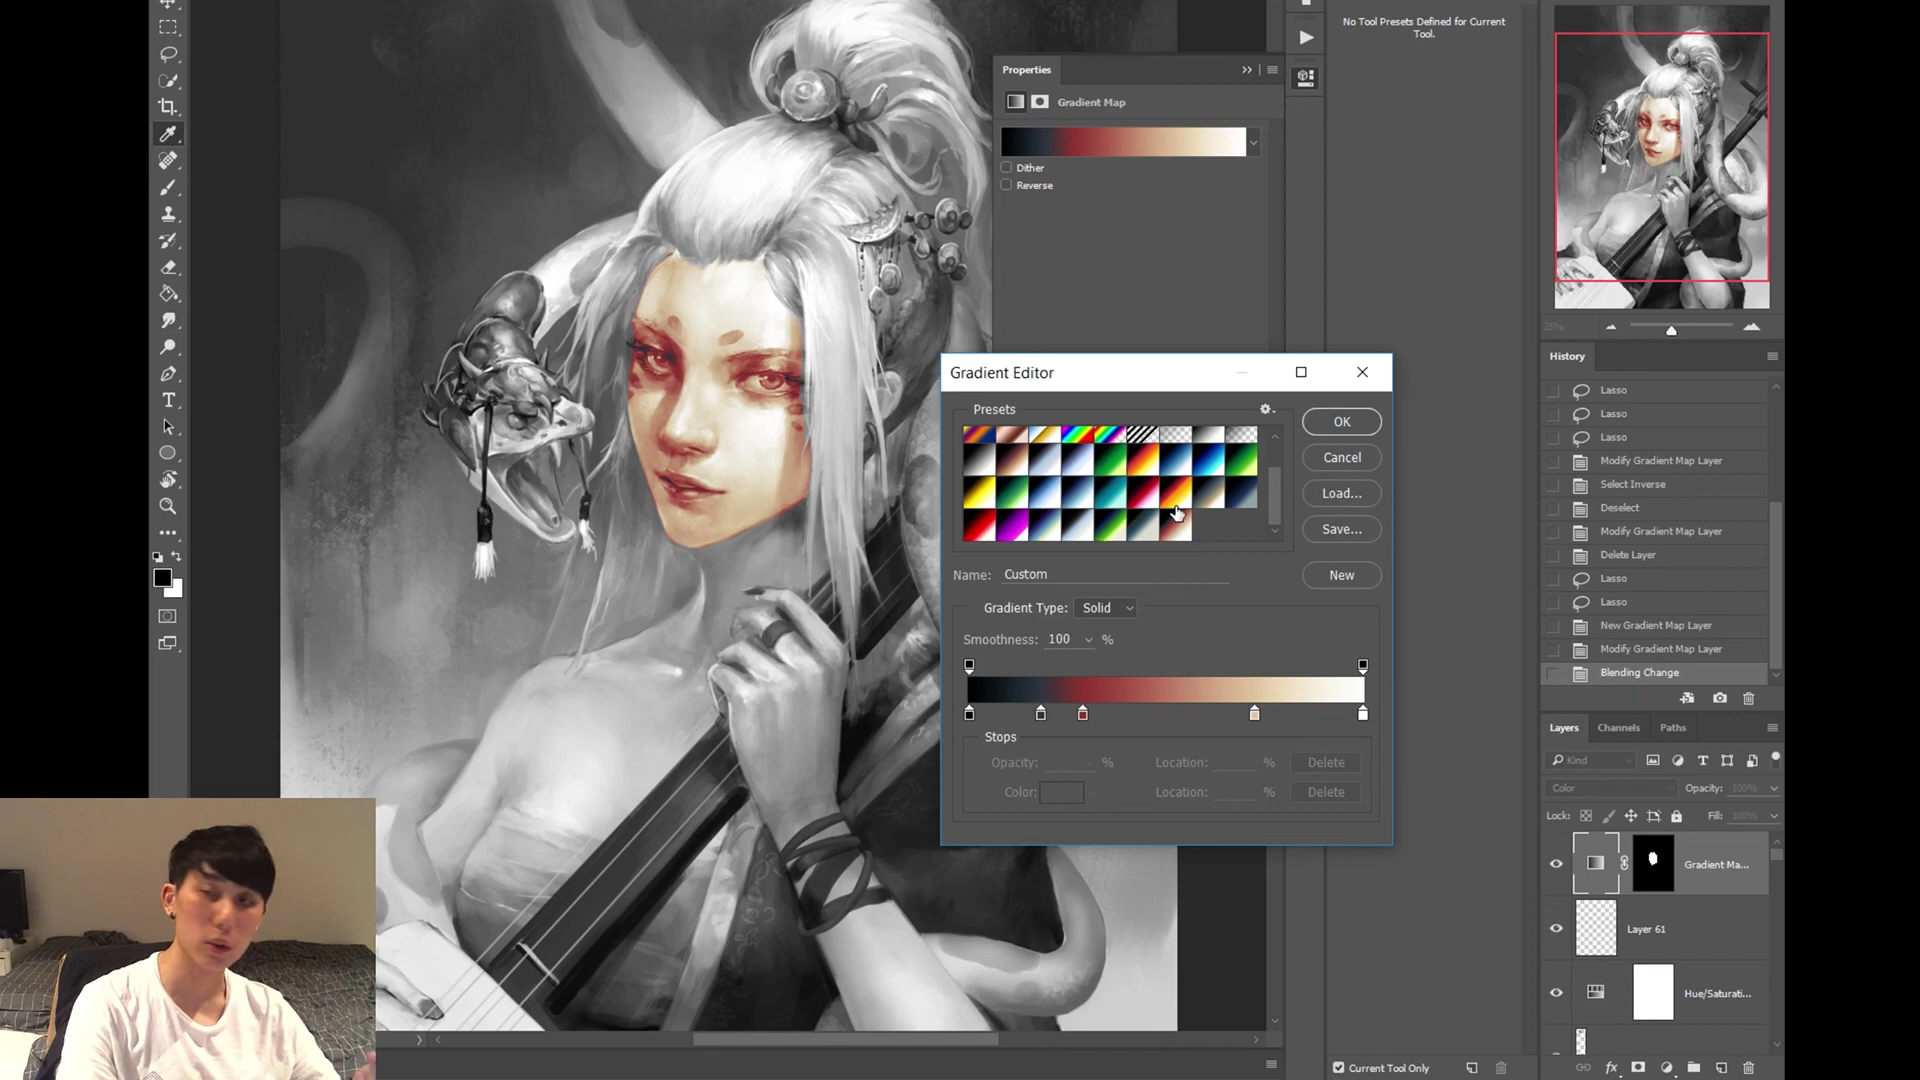 No Tool Presets Defined for Current
Tool.
Properties
Gradient Map
Dither
Reverse
25%
History
Lasso
Lasso
Lasso
Modify Gradient Map Layer
Select Inverse
Deselect
Modify Gradient Map Layer
Delete Layer
Lasso
Lasso
New Gradient Map Layer
Modify Gradient Map Layer
Blending Change
Gradient Editor
Presets
OK
Cancel
Load...
Save...
Name: Custom
New
Gradient Type: Solid
Smoothness: 100 %
Stops
Opacity: % Location: % Delete
Color: Location: % Delete
Layers Channels Paths
Kind
Color Opacity: 100%
Lock: Fill: 100%
Gradient Ma...
Layer 61
Hue/Saturati...
fx
Current Tool Only